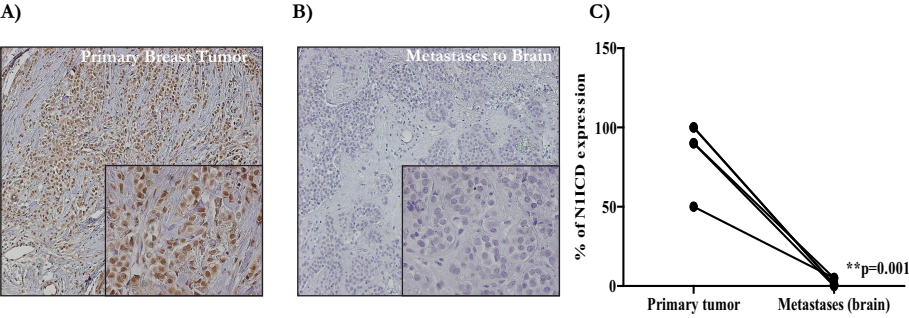 A)
B)
C)
Primary Breast Tumor
Metastases to Brain
% of N1ICD expression
150
100
50
0
**p=0.001
Primary tumor
Metastases (brain)